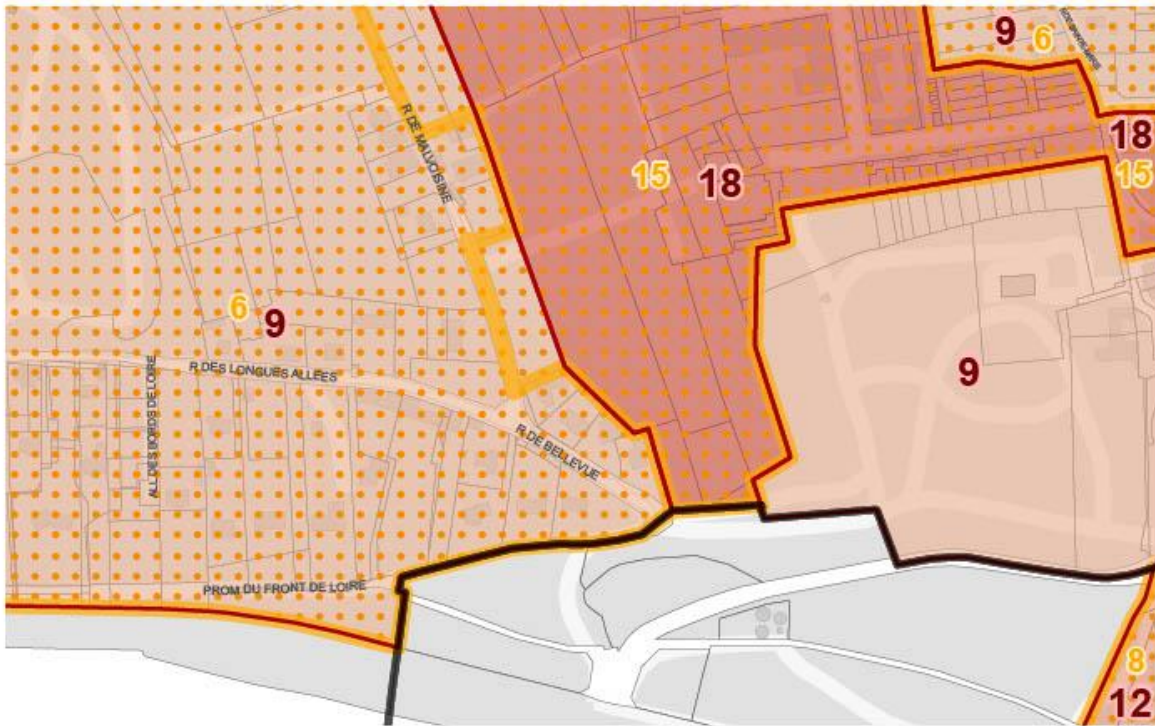 9
6
18
15
R DE MALVOISINE
15
18
6
9
9
R DES LONGUES ALLEES
ALL DES BORDS DE LOIRE
R DE BELLEVUE
PROM DU FRONT DE LOIRE
8
12